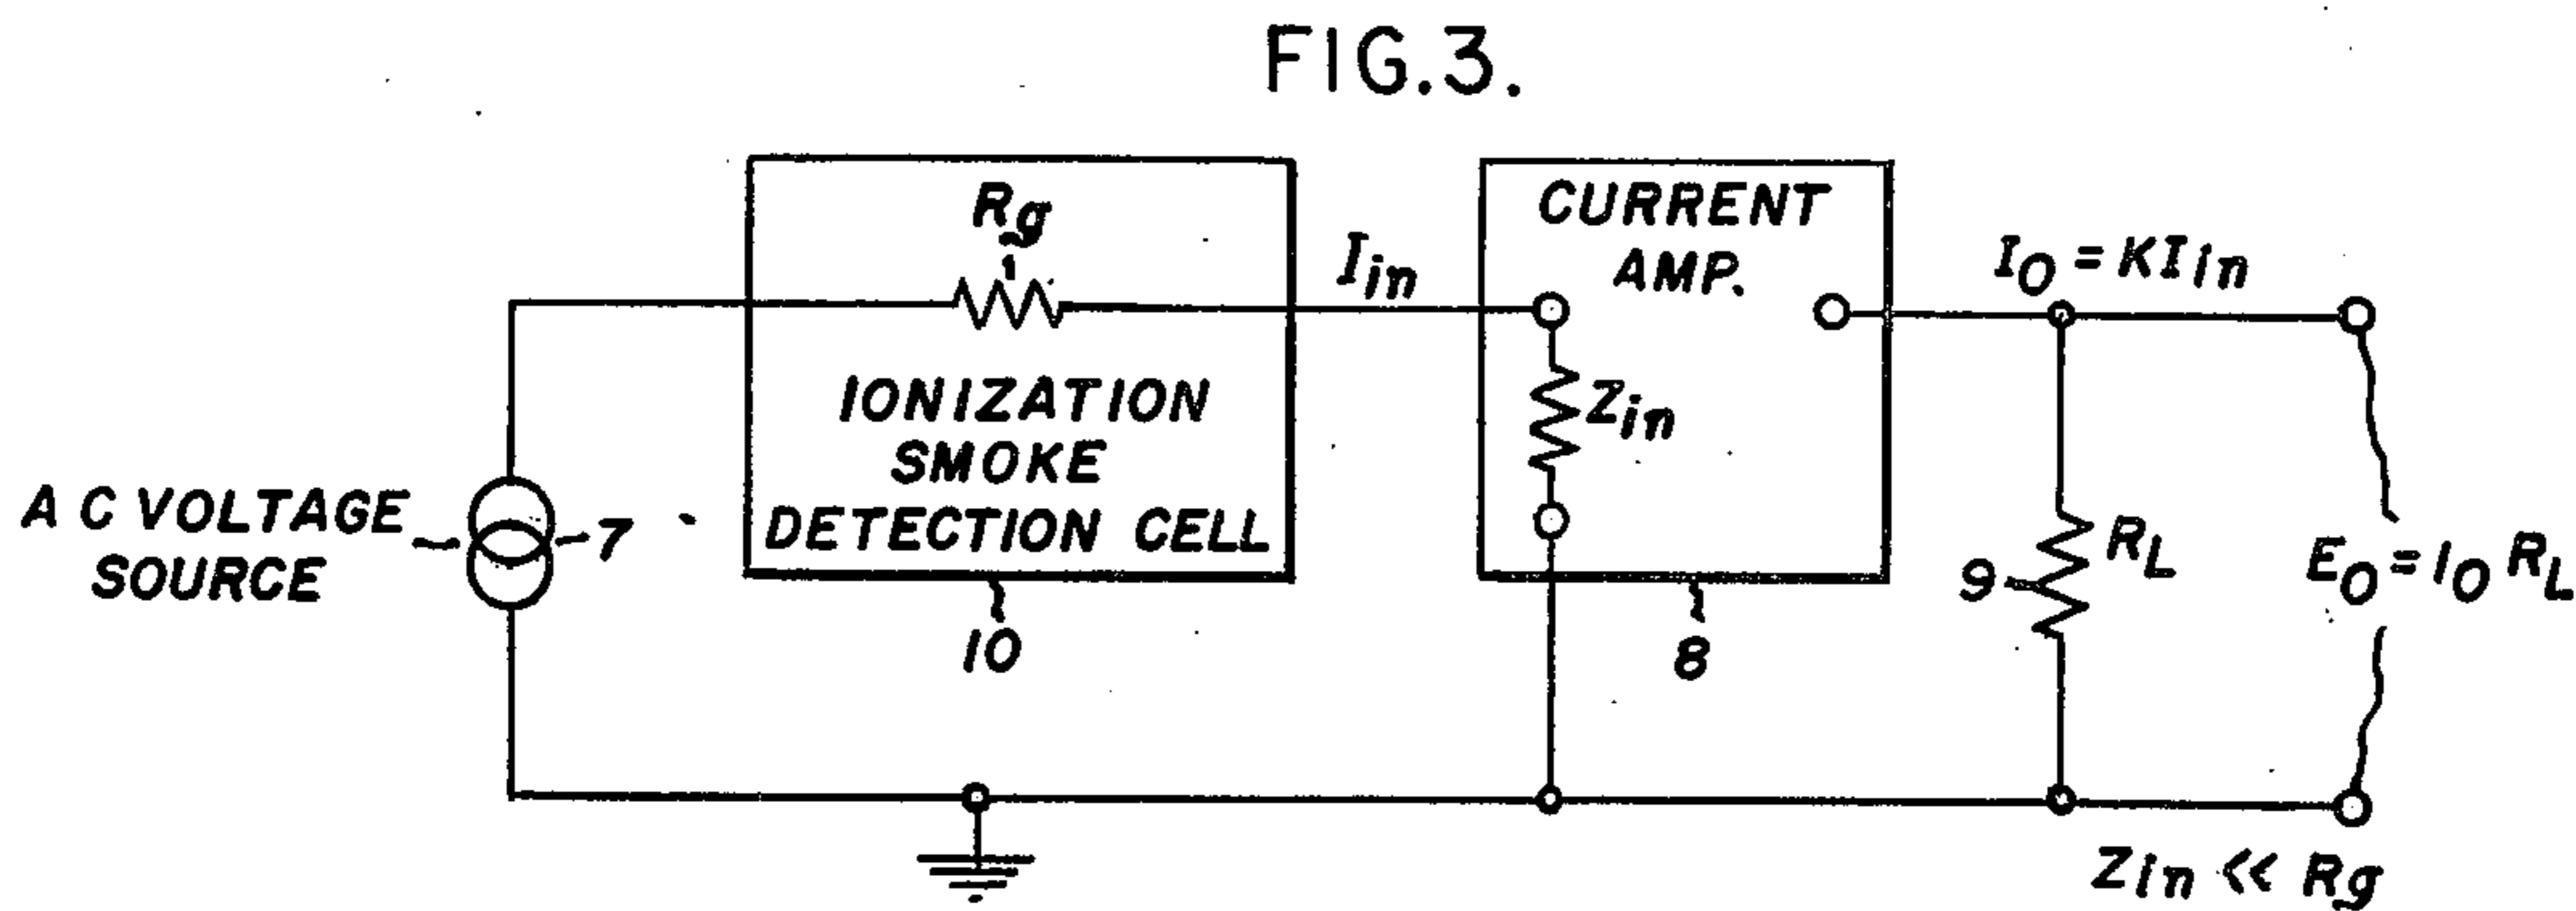 FIG.3.
Rg
IONIZATION
SMOKE
DETECTION CELL
10
Iin
CURRENT
AMP.
Zin
8
IO = KIin
A C VOLTAGE
SOURCE
7
9
RL
EO = IO RL
Zin << Rg